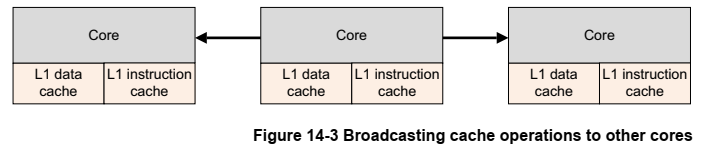 Core
Core
Core
L1 data
cache
L1 instruction
cache
L1 data
cache
L1 instruction
cache
L1 data
cache
L1 instruction
cache
Figure 14-3 Broadcasting cache operations to other cores